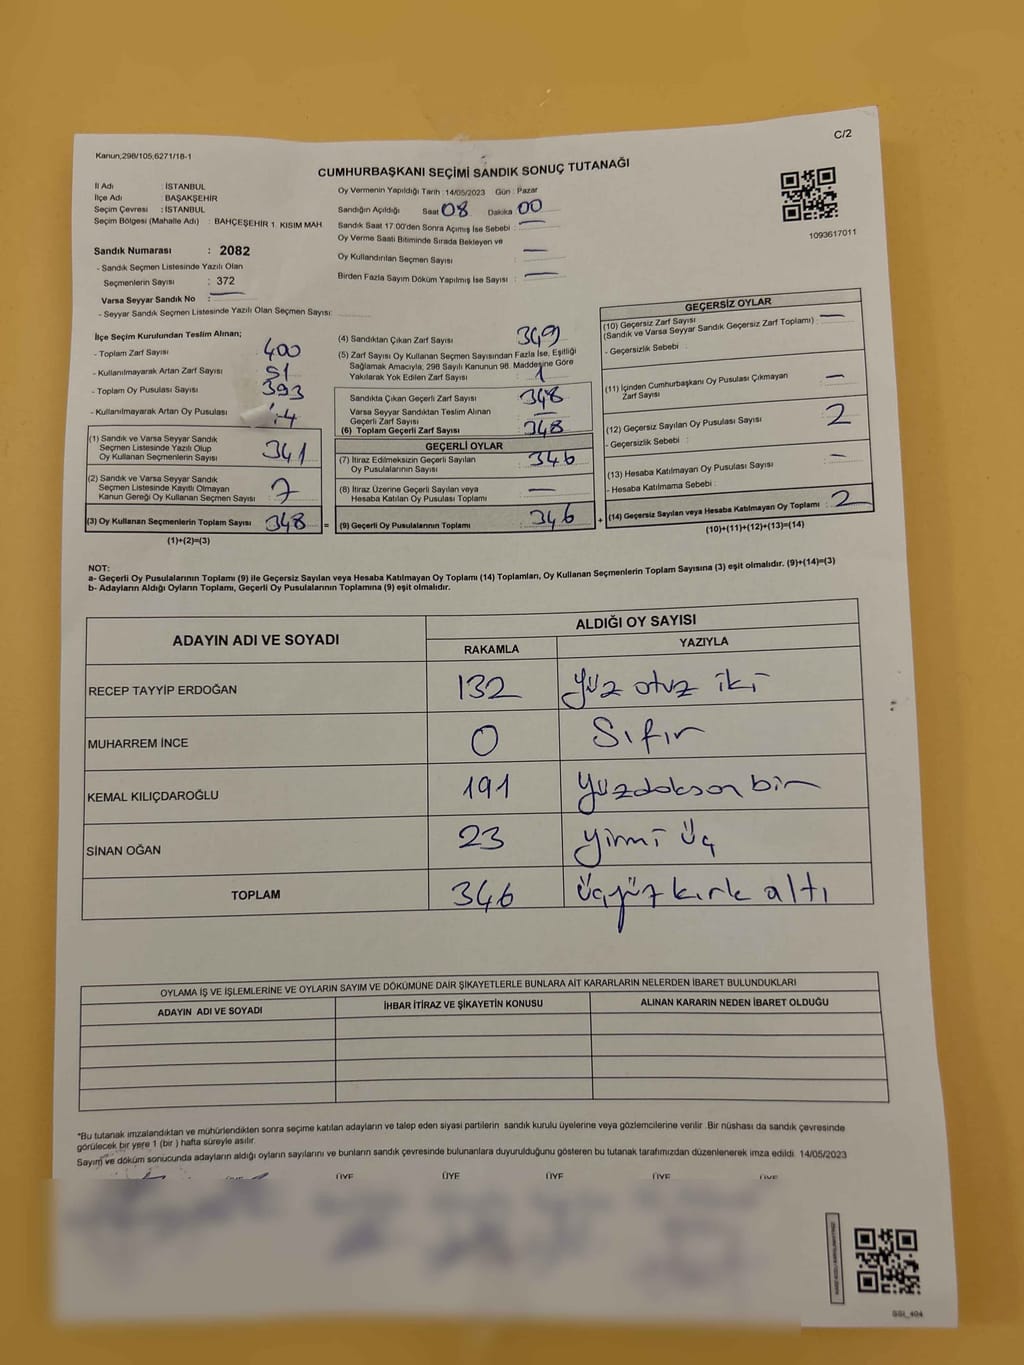 C/2
Kanun;298/105,6271/18-1
CUMHURBAŞKANI SEÇİMİ SANDIK SONUÇ TUTANAĞI
İl Adı : İSTANBUL
İlçe Adı : BAŞAKŞEHİR
Seçim Çevresi : İSTANBUL
Seçim Bölgesi (Mahalle Adı) : BAHÇEŞEHİR 1. KISIM MAH.
Sandık Numarası : 2082
- Sandık Seçmen Listesinde Yazılı Olan
Seçmenlerin Sayısı : 372
Varsa Seyyar Sandık No : —
- Seyyar Sandık Seçmen Listesinde Yazılı Olan Seçmen Sayısı:
Oy Vermenin Yapıldığı Tarih : 14/05/2023 Gün : Pazar
Sandığın Açıldığı Saat 08 Dakika 00
Sandık Saat 17.00'den Sonra Açımış İse Sebebi : —
Oy Verme Saati Bitiminde Sırada Bekleyen ve
Oy Kullandırılan Seçmen Sayısı : —
Birden Fazla Sayım Döküm Yapılmış İse Sayısı : —
1093617011
İlçe Seçim Kurulundan Teslim Alınan;
- Toplam Zarf Sayısı : 400
- Kullanılmayarak Artan Zarf Sayısı : 51
- Toplam Oy Pusulası Sayısı : 393
- Kullanılmayarak Artan Oy Pusulası :
(1) Sandık ve Varsa Seyyar Sandık
Seçmen Listesinde Yazılı Olup
Oy Kullanan Seçmenlerin Sayısı : 341
(2) Sandık ve Varsa Seyyar Sandık
Seçmen Listesinde Kayıtlı Olmayan
Kanun Gereği Oy Kullanan Seçmen Sayısı : 7
(3) Oy Kullanan Seçmenlerin Toplam Sayısı : 348 =
(1)+(2)=(3)
(4) Sandıktan Çıkan Zarf Sayısı : 349
(5) Zarf Sayısı Oy Kullanan Seçmen Sayısından Fazla İse, Eşitliği
Sağlamak Amacıyla, 298 Sayılı Kanunun 98. Maddesine Göre
Yakılarak Yok Edilen Zarf Sayısı : 1
Sandıkta Çıkan Geçerli Zarf Sayısı : 348
Varsa Seyyar Sandıktan Teslim Alınan
Geçerli Zarf Sayısı : —
(6) Toplam Geçerli Zarf Sayısı : 348
GEÇERLİ OYLAR
(7) İtiraz Edilmeksizin Geçerli Sayılan
Oy Pusulalarının Sayısı : 346
(8) İtiraz Üzerine Geçerli Sayılan veya
Hesaba Katılan Oy Pusulası Toplamı : —
(9) Geçerli Oy Pusulalarının Toplamı : 346 +
GEÇERSİZ OYLAR
(10) Geçersiz Zarf Sayısı : —
(Sandık ve Varsa Seyyar Sandık Geçersiz Zarf Toplamı)
- Geçersizlik Sebebi :
(11) İçinden Cumhurbaşkanı Oy Pusulası Çıkmayan
Zarf Sayısı : —
(12) Geçersiz Sayılan Oy Pusulası Sayısı : 2
- Geçersizlik Sebebi :
(13) Hesaba Katılmayan Oy Pusulası Sayısı : —
- Hesaba Katılmama Sebebi :
(14) Geçersiz Sayılan veya Hesaba Katılmayan Oy Toplamı : 2
(10)+(11)+(12)+(13)=(14)
NOT:
a- Geçerli Oy Pusulalarının Toplamı (9) ile Geçersiz Sayılan veya Hesaba Katılmayan Oy Toplamı (14) Toplamları, Oy Kullanan Seçmenlerin Toplam Sayısına (3) eşit olmalıdır. (9)+(14)=(3)
b- Adayların Aldığı Oyların Toplamı, Geçerli Oy Pusulalarının Toplamına (9) eşit olmalıdır.
ADAYIN ADI VE SOYADI
ALDIĞI OY SAYISI
RAKAMLA YAZIYLA
RECEP TAYYİP ERDOĞAN 132 Yüz otuz iki
MUHARREM İNCE 0 Sıfır
KEMAL KILIÇDAROĞLU 191 Yüzdoksan bir
SİNAN OĞAN 23 yirmi üç
TOPLAM 346 üçyüz kırk altı
OYLAMA İŞ VE İŞLEMLERİNE VE OYLARIN SAYIM VE DÖKÜMÜNE DAİR ŞİKAYETLERLE BUNLARA AİT KARARLARIN NELERDEN İBARET BULUNDUKLARI
ADAYIN ADI VE SOYADI İHBAR İTİRAZ VE ŞİKAYETİN KONUSU ALINAN KARARIN NEDEN İBARET OLDUĞU
*Bu tutanak imzalandıktan ve mühürlendikten sonra seçime katılan adayların ve talep eden siyasi partilerin sandık kurulu üyelerine veya gözlemcilerine verilir .Bir nüshası da sandık çevresinde
görülecek bir yere 1 (bir ) hafta süreyle asılır.
Sayım ve döküm sonucunda adayların aldığı oyların sayılarını ve bunların sandık çevresinde bulunanlara duyurulduğunu gösteren bu tutanak tarafımızdan düzenlenerek imza edildi. 14/05/2023
ÜYE ÜYE ÜYE ÜYE ÜYE
SSI_404